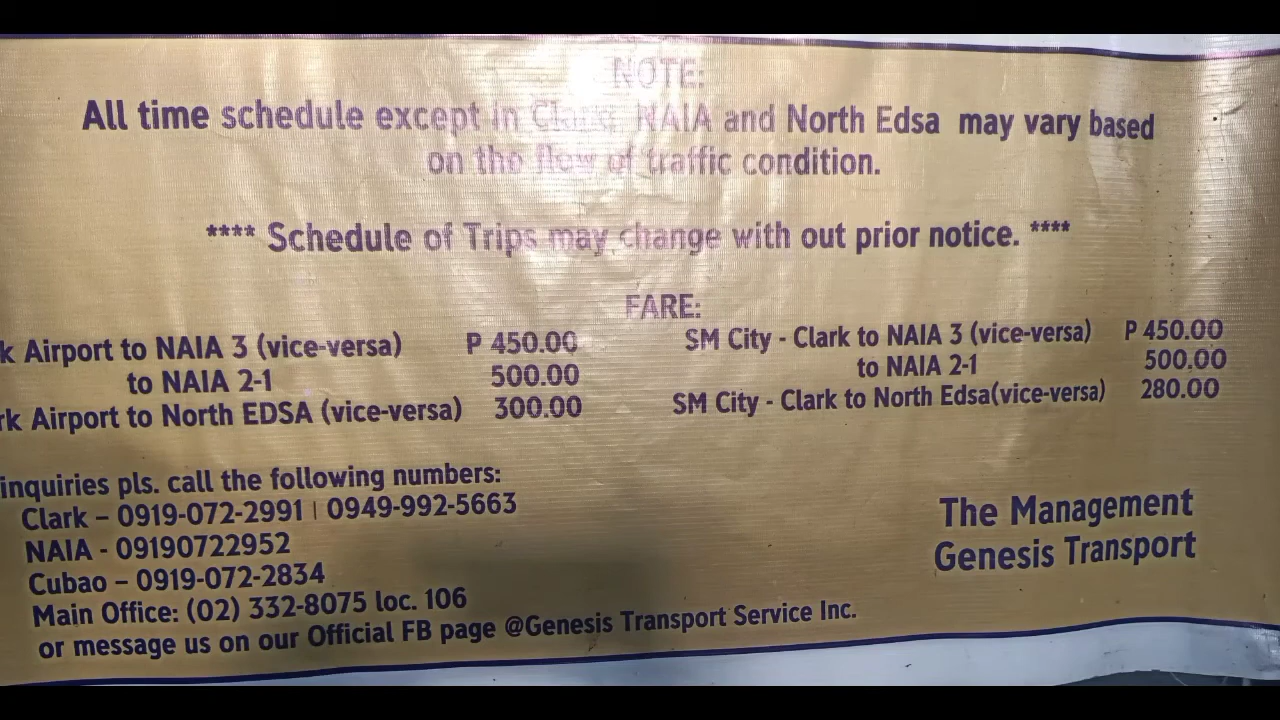 NOTE:
All time schedule except in Clark, NAIA and North Edsa may vary based
on the flow of traffic condition.
**** Schedule of Trips may change with out prior notice. ****
FARE:
k Airport to NAIA 3 (vice-versa) P 450.00
to NAIA 2-1 500.00
rk Airport to North EDSA (vice-versa) 300.00
SM City - Clark to NAIA 3 (vice-versa) P 450.00
to NAIA 2-1 500.00
SM City - Clark to North Edsa(vice-versa) 280.00
inquiries pls. call the following numbers:
Clark – 0919-072-2991 | 0949-992-5663
NAIA - 09190722952
Cubao – 0919-072-2834
Main Office: (02) 332-8075 loc. 106
or message us on our Official FB page @Genesis Transport Service Inc.
The Management
Genesis Transport